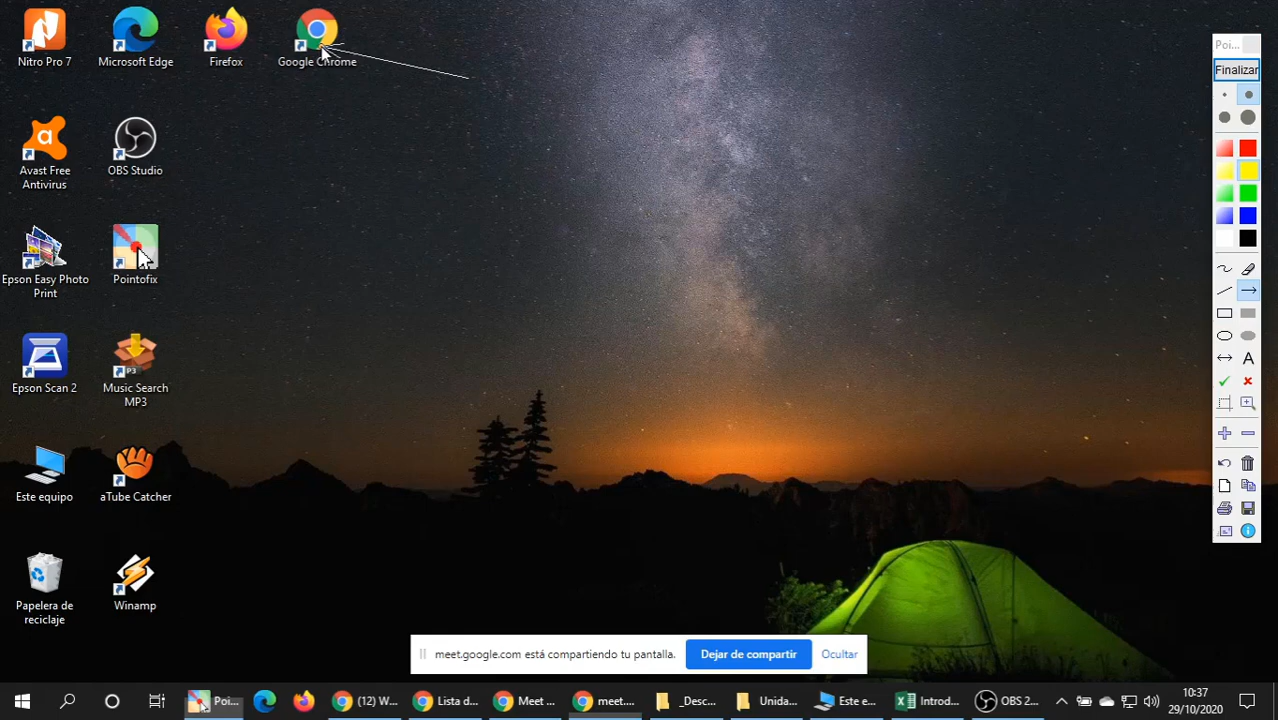 Nitro Pro 7
Microsoft Edge
Firefox
Google Chrome
Poi...
Finalizar
Avast Free
Antivirus
OBS Studio
Epson Easy Photo
Print
Pointofix
A
Epson Scan 2
P3
Music Search
MP3
Este equipo
aTube Catcher
Papelera de
reciclaje
Winamp
meet.google.com está compartiendo tu pantalla.
Dejar de compartir
Ocultar
Poi...
(12) W...
Lista d...
Meet ...
meet....
_Desc...
Unida...
Este e...
Introd...
OBS 2...
10:37
29/10/2020